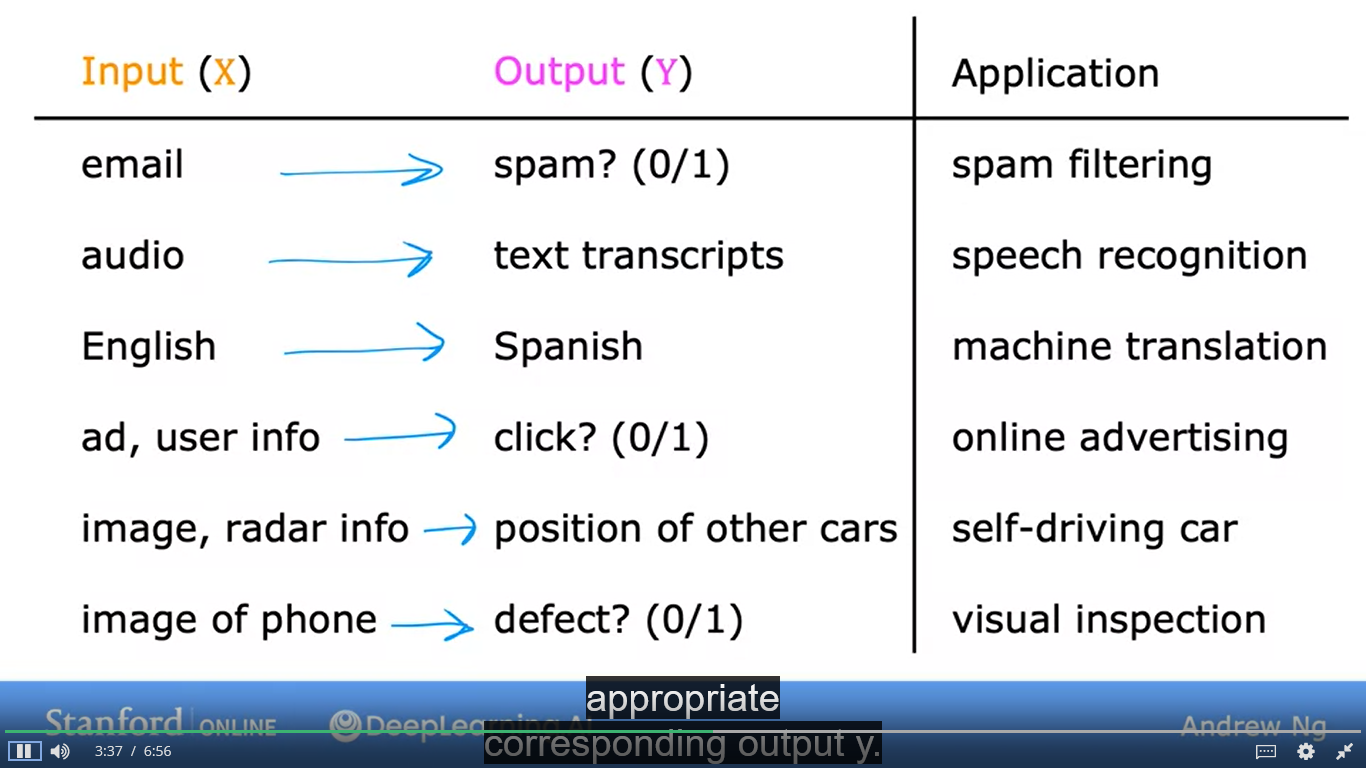 Input (X) Output (Y) Application
email spam? (0/1) spam filtering
audio text transcripts speech recognition
English Spanish machine translation
ad, user info click? (0/1) online advertising
image, radar info position of other cars self-driving car
image of phone defect? (0/1) visual inspection
appropriate
Stanford ONLINE DeepLearning.AI Andrew Ng
corresponding output y.
3:37 / 6:56